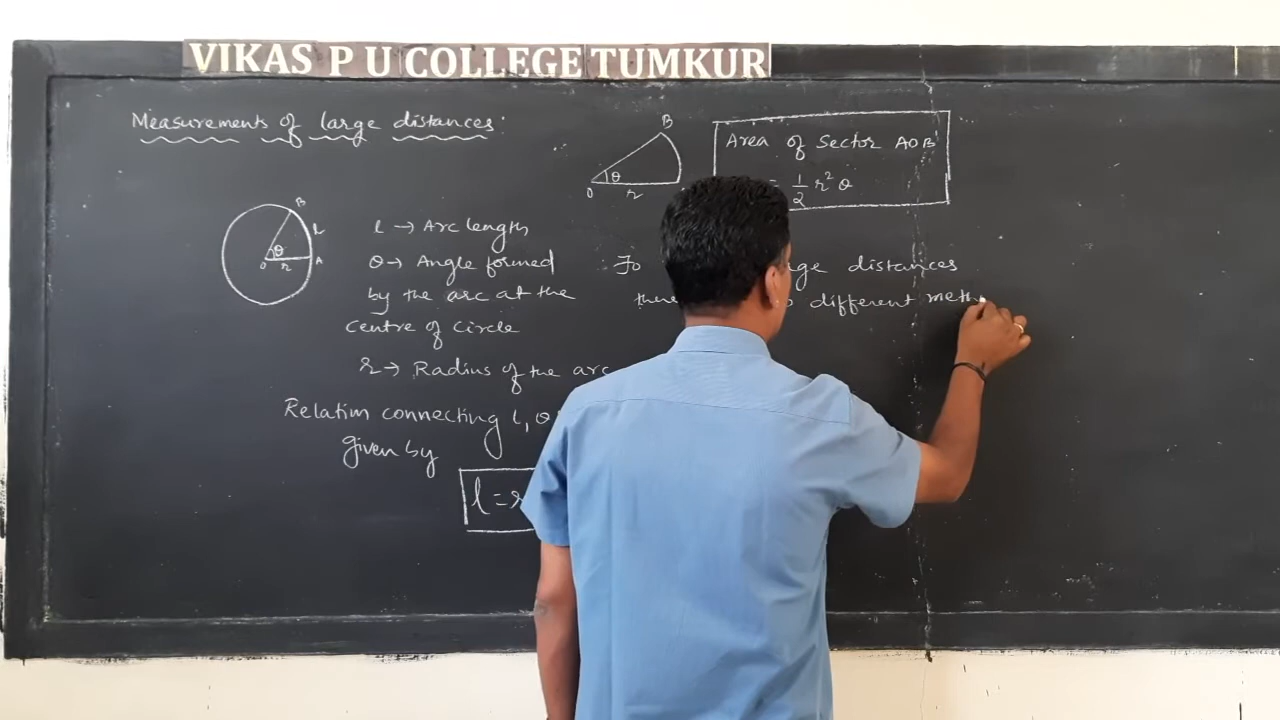 VIKAS P U COLLEGE TUMKUR
Measurements of large distances:
B
θ
O
r
B
l
θ
O
r
A
l → Arc length
θ → Angle formed
by the arc at the
centre of circle
r → Radius of the arc
Relation connecting l, θ
given by
l = r
Area of Sector AOB
= 1/2 r² θ
To distances
different meth